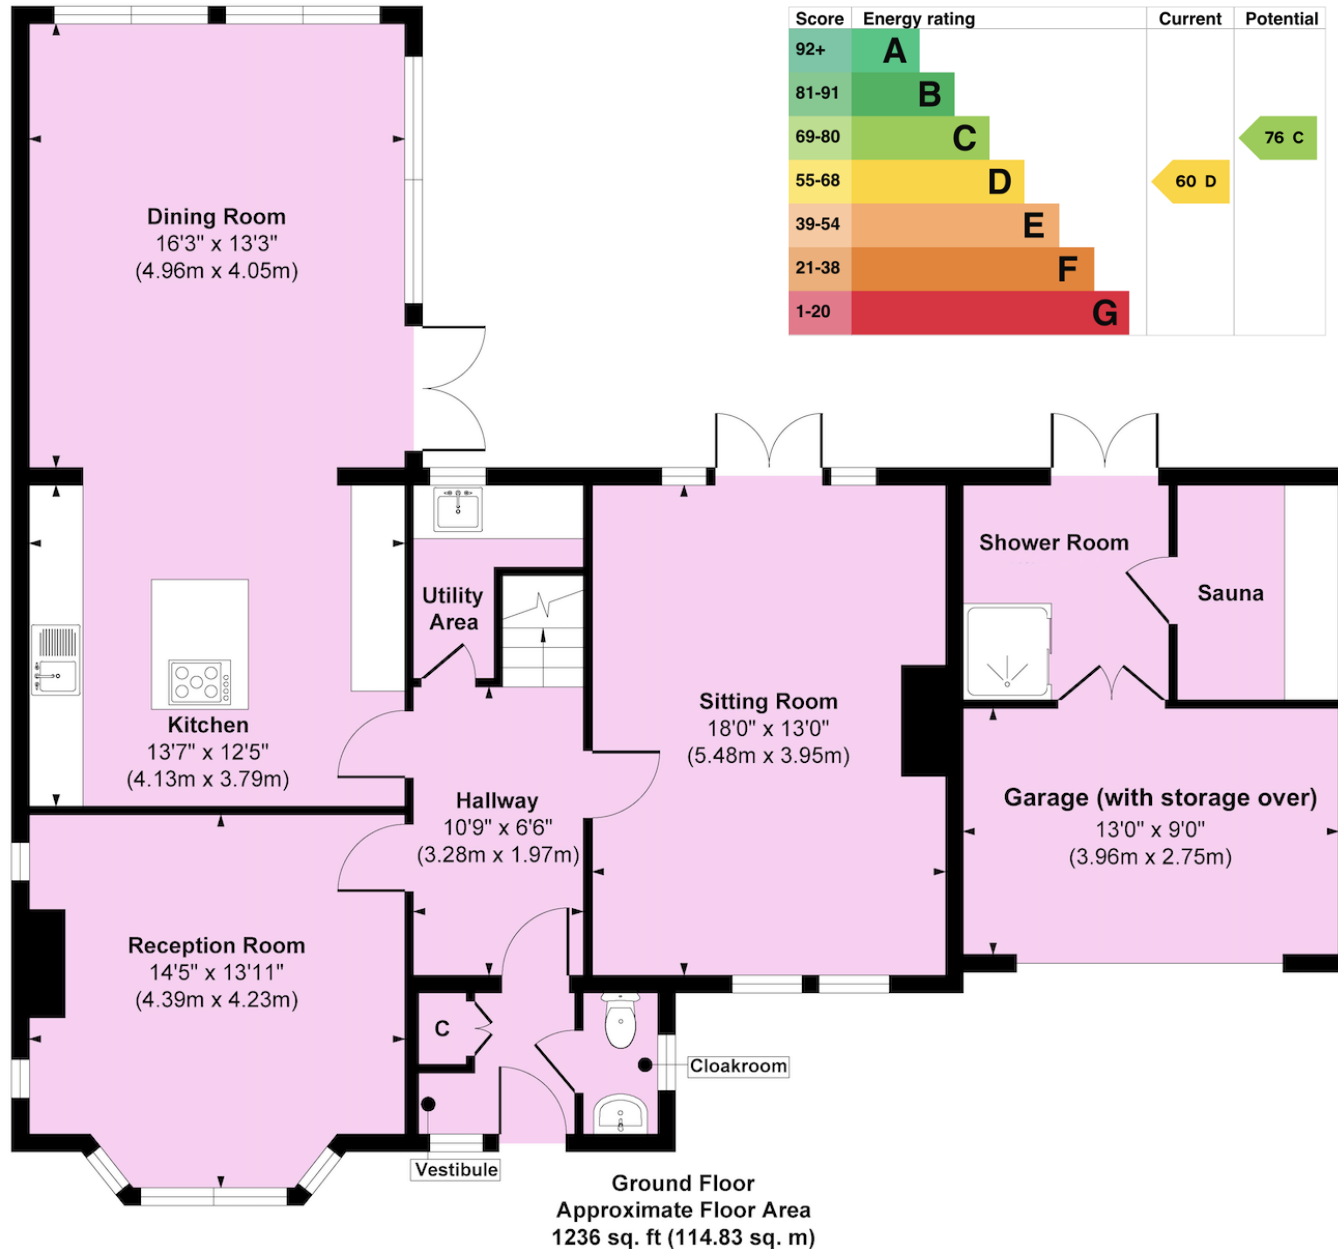 Score Energy rating Current Potential
92+ A
81-91 B
69-80 C 76 C
55-68 D 60 D
39-54 E
21-38 F
1-20 G
Dining Room
16'3" x 13'3"
(4.96m x 4.05m)
Utility
Area
Shower Room
Sauna
Kitchen
13'7" x 12'5"
(4.13m x 3.79m)
Sitting Room
18'0" x 13'0"
(5.48m x 3.95m)
Hallway
10'9" x 6'6"
(3.28m x 1.97m)
Garage (with storage over)
13'0" x 9'0"
(3.96m x 2.75m)
Reception Room
14'5" x 13'11"
(4.39m x 4.23m)
C
Cloakroom
Vestibule
Ground Floor
Approximate Floor Area
1236 sq. ft (114.83 sq. m)